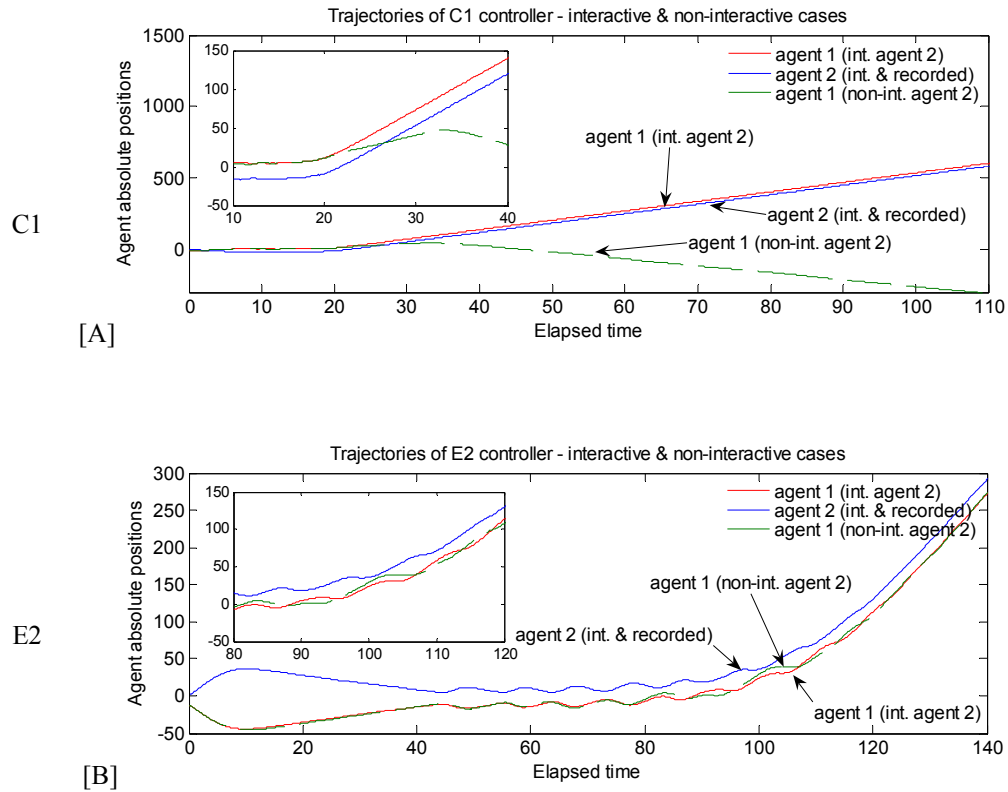 Trajectories of C1 controller - interactive & non-interactive cases
C1
[A]
Agent absolute positions
1500
1000
500
0
0 10 20 30 40 50 60 70 80 90 100 110
Elapsed time
150
100
50
0
-50
10 20 30 40
agent 1 (int. agent 2)
agent 2 (int. & recorded)
agent 1 (non-int. agent 2)
agent 1 (int. agent 2)
agent 2 (int. & recorded)
agent 1 (non-int. agent 2)
Trajectories of E2 controller - interactive & non-interactive cases
E2
[B]
Agent absolute positions
300
250
200
150
100
50
0
-50
0 20 40 60 80 100 120 140
Elapsed time
150
100
50
0
80 90 100 110 120
agent 1 (int. agent 2)
agent 2 (int. & recorded)
agent 1 (non-int. agent 2)
agent 1 (non-int. agent 2)
agent 2 (int. & recorded)
agent 1 (int. agent 2)